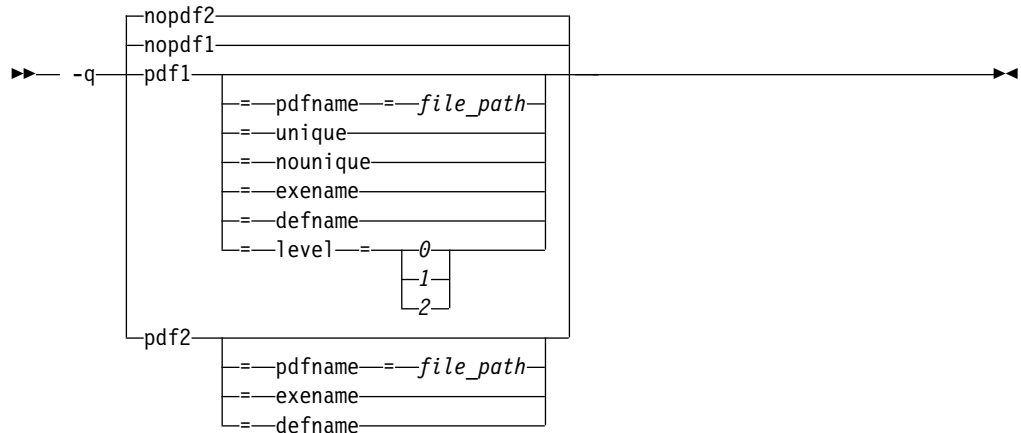 nopdf2
nopdf1
-q pdf1
= pdfname = file_path
= unique
= nounique
= exename
= defname
= level = 0
1
2
pdf2
= pdfname = file_path
= exename
= defname